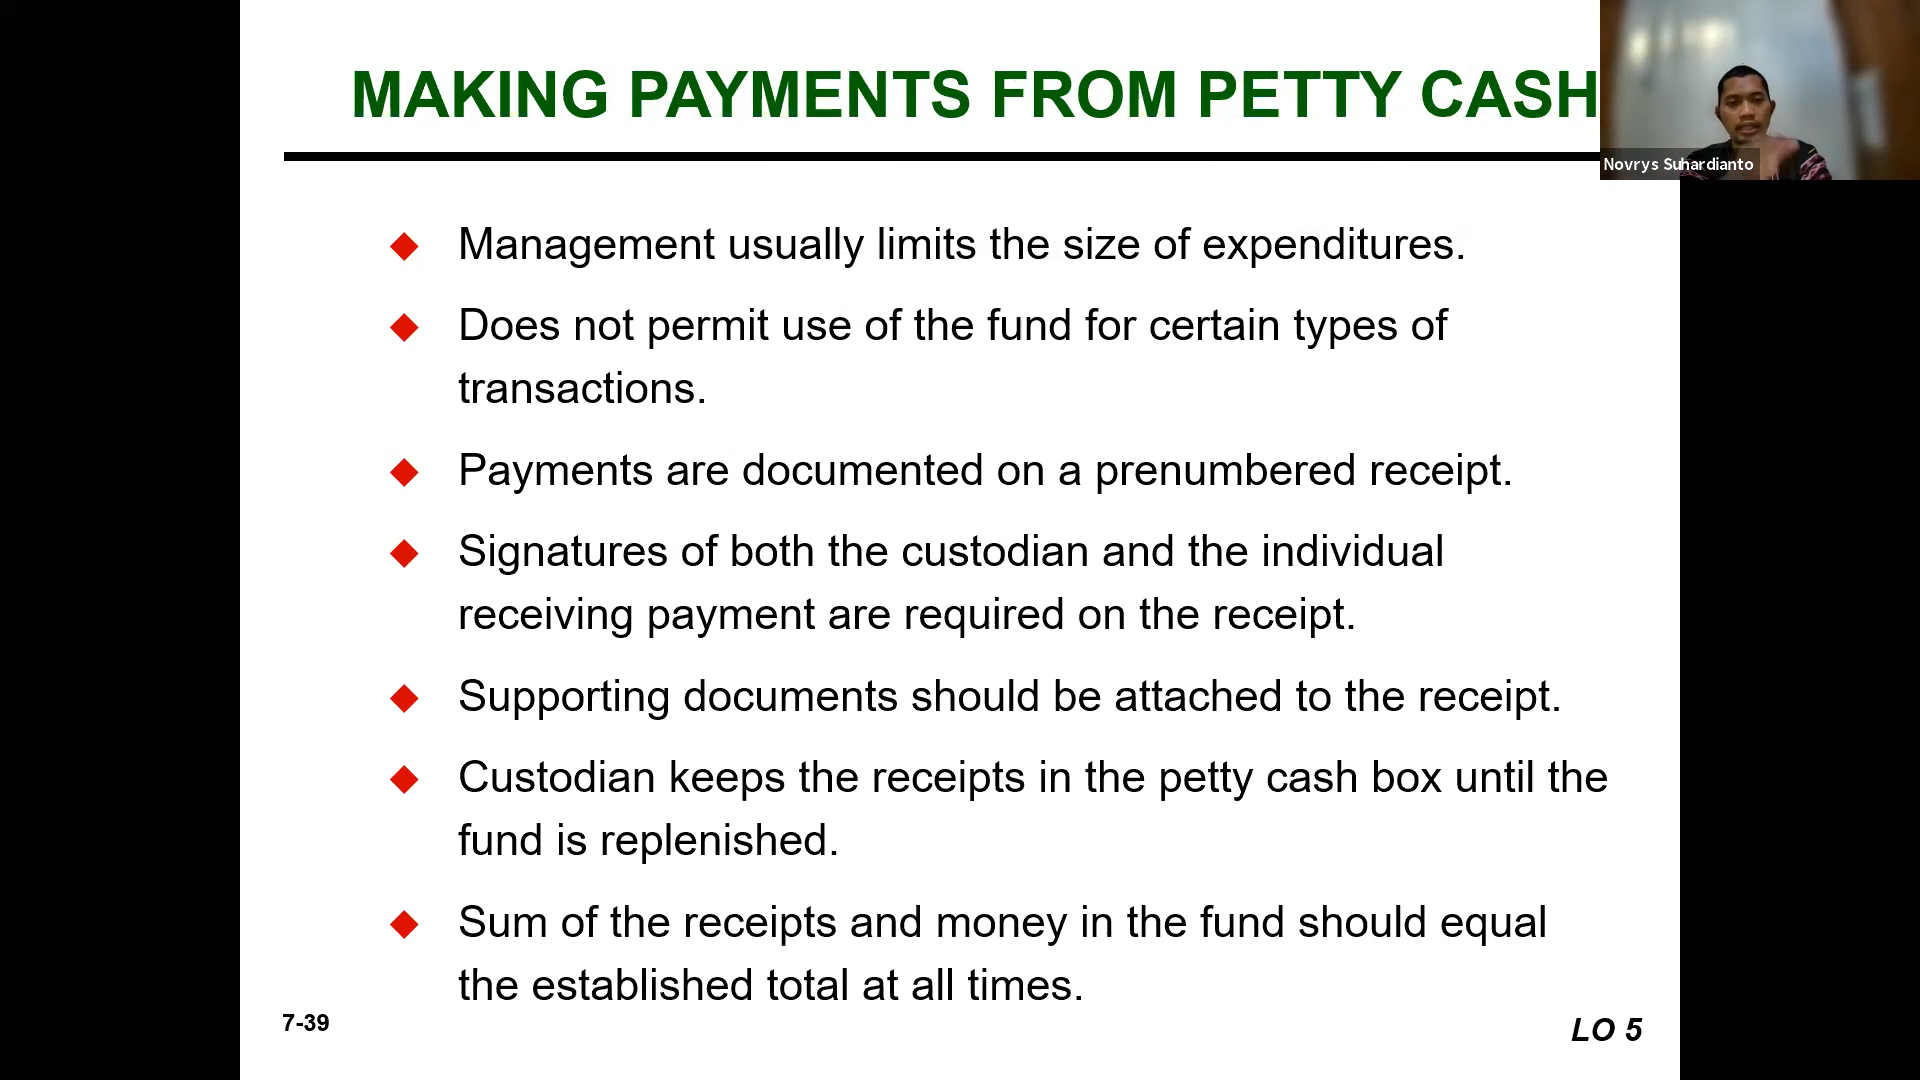 MAKING PAYMENTS FROM PETTY CASH
Novrys Suhardianto
Management usually limits the size of expenditures.
Does not permit use of the fund for certain types of
transactions.
Payments are documented on a prenumbered receipt.
Signatures of both the custodian and the individual
receiving payment are required on the receipt.
Supporting documents should be attached to the receipt.
Custodian keeps the receipts in the petty cash box until the
fund is replenished.
Sum of the receipts and money in the fund should equal
the established total at all times.
7-39
LO 5